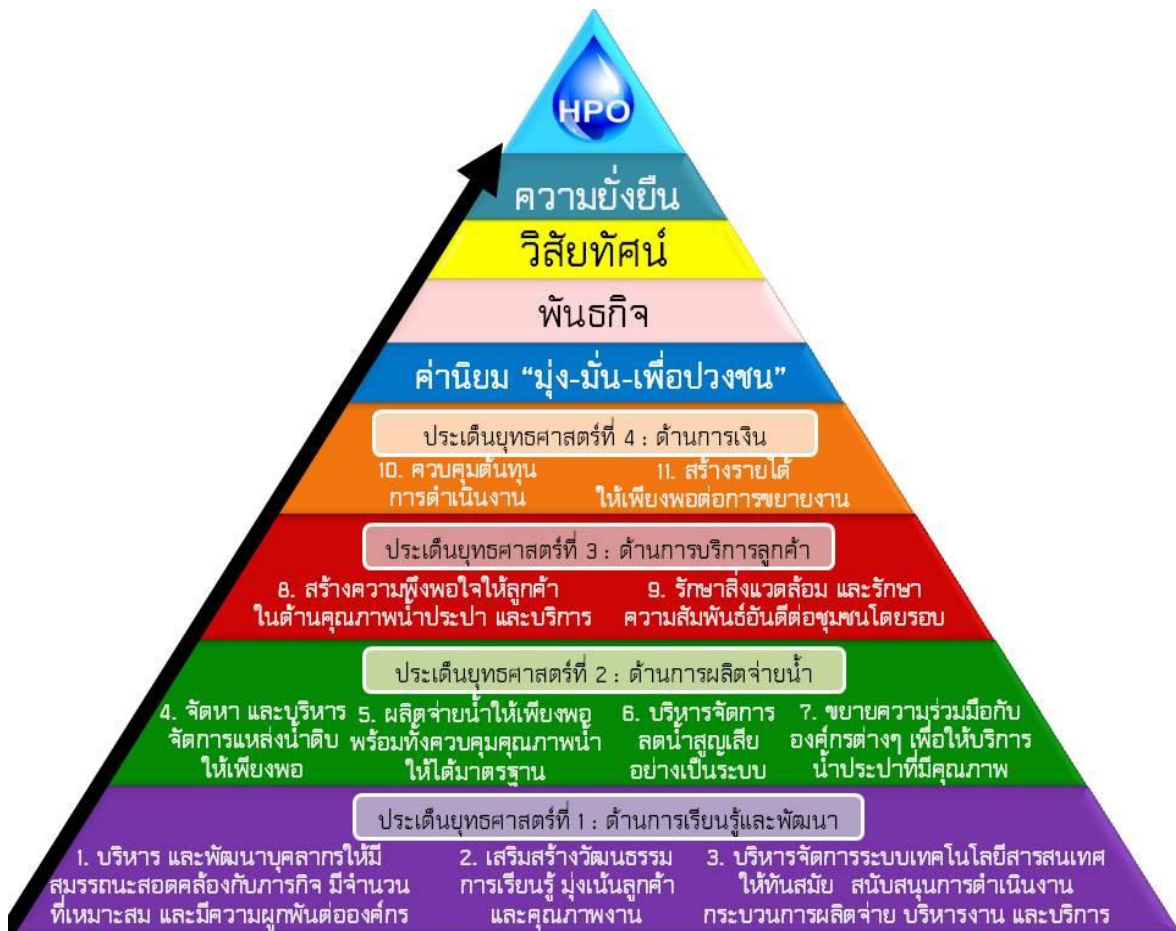 HPO
ความยั่งยืน
วิสัยทัศน์
พันธกิจ
ค่านิยม “มุ่ง-มั่น-เพื่อปวงชน”
ประเด็นยุทธศาสตร์ที่ 4 : ด้านการเงิน
10. ควบคุมต้นทุน
การดำเนินงาน
11. สร้างรายได้
ให้เพียงพอต่อการขยายงาน
ประเด็นยุทธศาสตร์ที่ 3 : ด้านการบริการลูกค้า
8. สร้างความพึงพอใจให้ลูกค้า
ในด้านคุณภาพน้ำประปา และบริการ
9. รักษาสิ่งแวดล้อม และรักษา
ความสัมพันธ์อันดีต่อชุมชนโดยรอบ
ประเด็นยุทธศาสตร์ที่ 2 : ด้านการผลิตจ่ายน้ำ
4. จัดหา และบริหาร
จัดการแหล่งน้ำดิบ
ให้เพียงพอ
5. ผลิตจ่ายน้ำให้เพียงพอ
พร้อมทั้งควบคุมคุณภาพน้ำ
ให้ได้มาตรฐาน
6. บริหารจัดการ
ลดน้ำสูญเสีย
อย่างเป็นระบบ
7. ขยายความร่วมมือกับ
องค์กรต่างๆ เพื่อให้บริการ
น้ำประปาที่มีคุณภาพ
ประเด็นยุทธศาสตร์ที่ 1 : ด้านการเรียนรู้และพัฒนา
1. บริหาร และพัฒนาบุคลากรให้มี
สมรรถนะสอดคล้องกับภารกิจ มีจำนวน
ที่เหมาะสม และมีความผูกพันต่อองค์กร
2. เสริมสร้างวัฒนธรรม
การเรียนรู้ มุ่งเน้นลูกค้า
และคุณภาพงาน
3. บริหารจัดการระบบเทคโนโลยีสารสนเทศ
ให้ทันสมัย สนับสนุนการดำเนินงาน
กระบวนการผลิตจ่าย บริหารงาน และบริการ